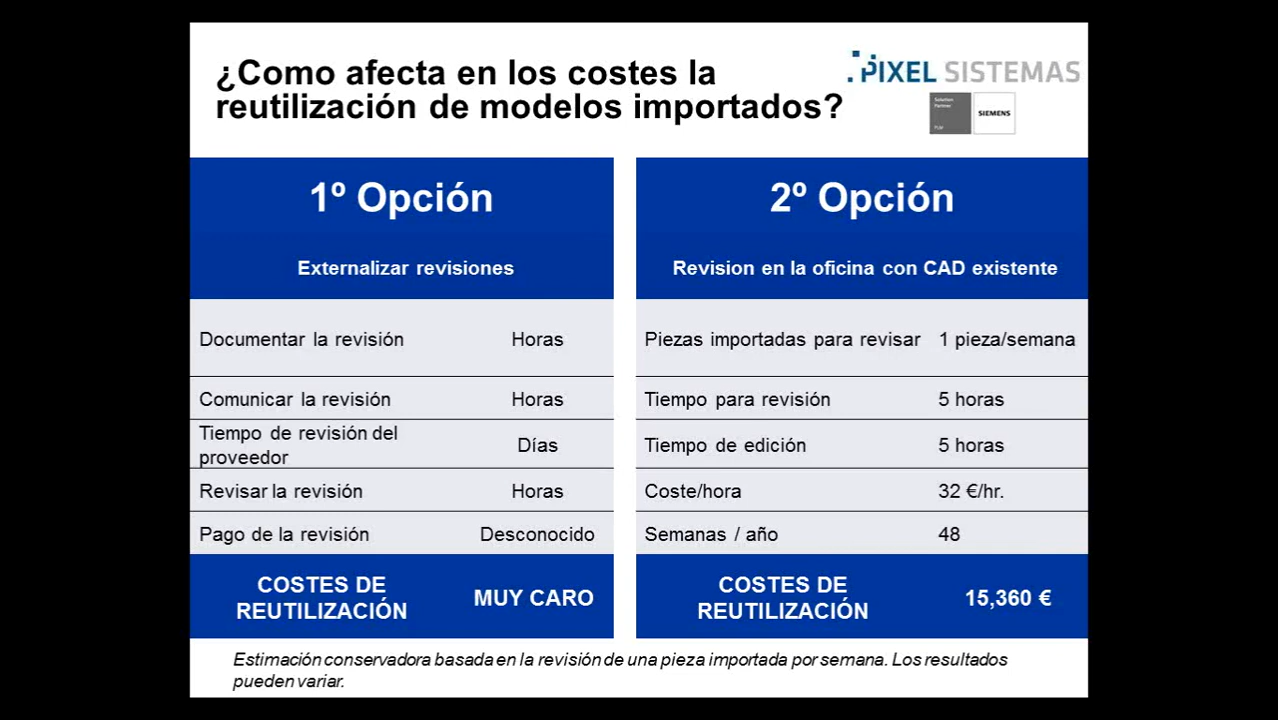 ¿Como afecta en los costes la
reutilización de modelos importados?
PIXEL SISTEMAS
Solution
Partner
PLM
SIEMENS
1º Opción
Externalizar revisiones
Documentar la revisión Horas
Comunicar la revisión Horas
Tiempo de revisión del
proveedor Días
Revisar la revisión Horas
Pago de la revisión Desconocido
COSTES DE
REUTILIZACIÓN MUY CARO
2º Opción
Revision en la oficina con CAD existente
Piezas importadas para revisar 1 pieza/semana
Tiempo para revisión 5 horas
Tiempo de edición 5 horas
Coste/hora 32 €/hr.
Semanas / año 48
COSTES DE
REUTILIZACIÓN 15,360 €
Estimación conservadora basada en la revisión de una pieza importada por semana. Los resultados
pueden variar.